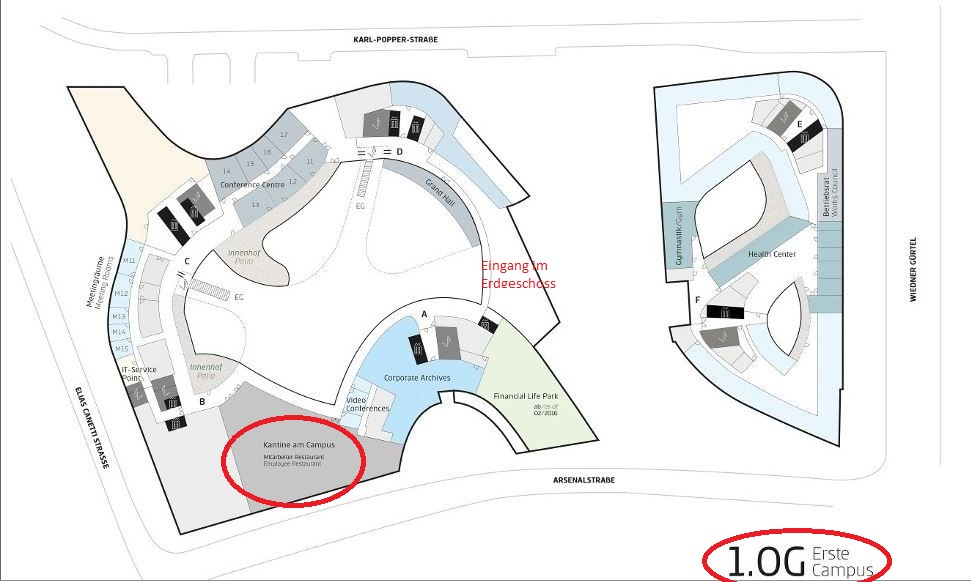 KARL-POPPER-STRAßE
17
16
15
14
11
12
13
Conference Centre
D
Grand Hall
EG
E
Betriebsrat
Works Council
Innenhof
Patio
Gymnastik/Gym
Health Center
Meetingräume
Meeting Rooms
M11
M12
M13
M14
M15
C
EG
Eingang im
Erdgeschoss
WIEDNER GÜRTEL
F
A
IT-Service
Point
Innenhof
Patio
B
Corporate Archives
Video
Conferences
Financial Life Park
ab/as of
02/2016
ELIAS CANETTI STRASSE
Kantine am Campus
Mitarbeiter Restaurant
Employee Restaurant
ARSENALSTRAßE
1.OG Erste
Campus